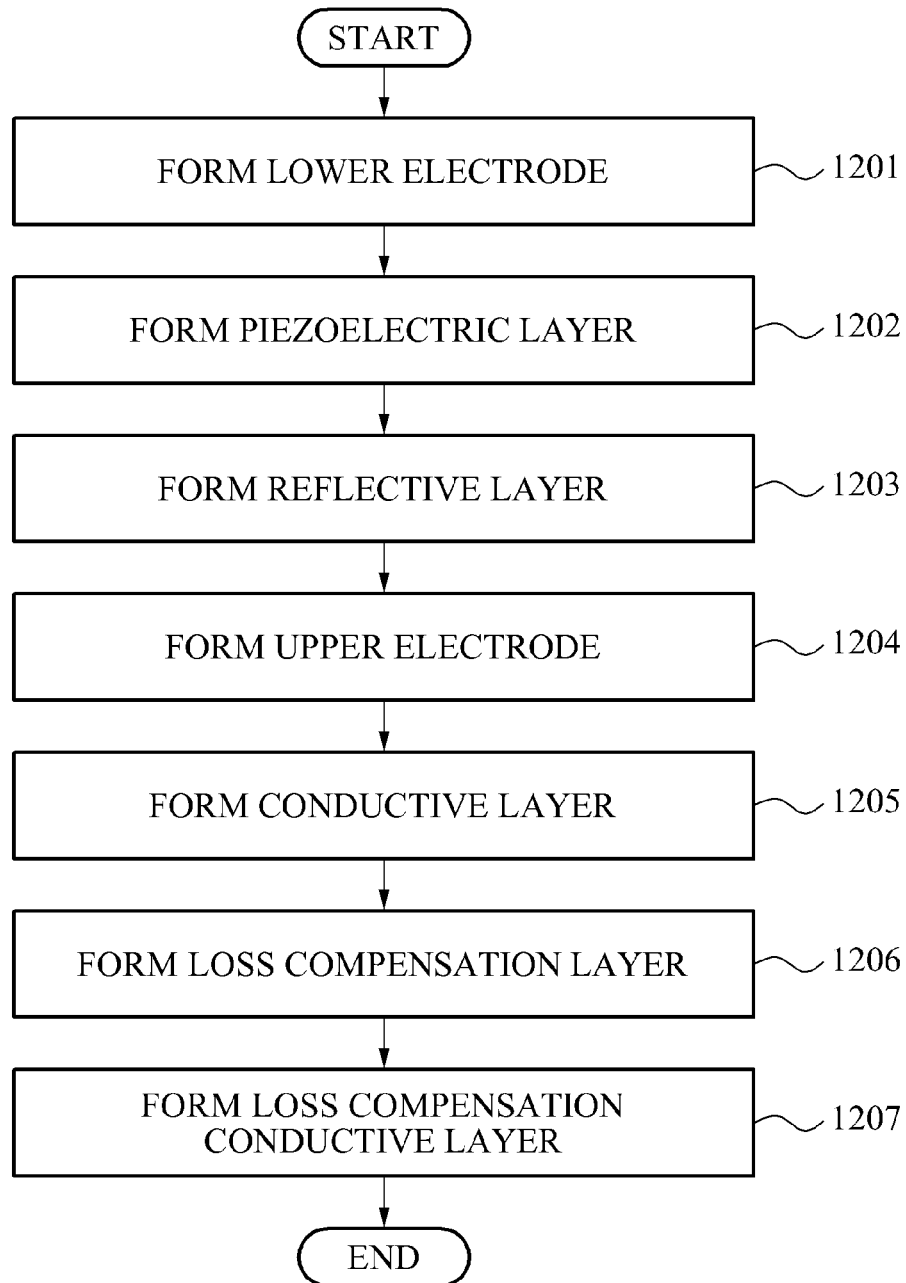 START
FORM LOWER ELECTRODE
1201
FORM PIEZOELECTRIC LAYER
1202
FORM REFLECTIVE LAYER
1203
FORM UPPER ELECTRODE
1204
FORM CONDUCTIVE LAYER
1205
FORM LOSS COMPENSATION LAYER
1206
FORM LOSS COMPENSATION
CONDUCTIVE LAYER
1207
END